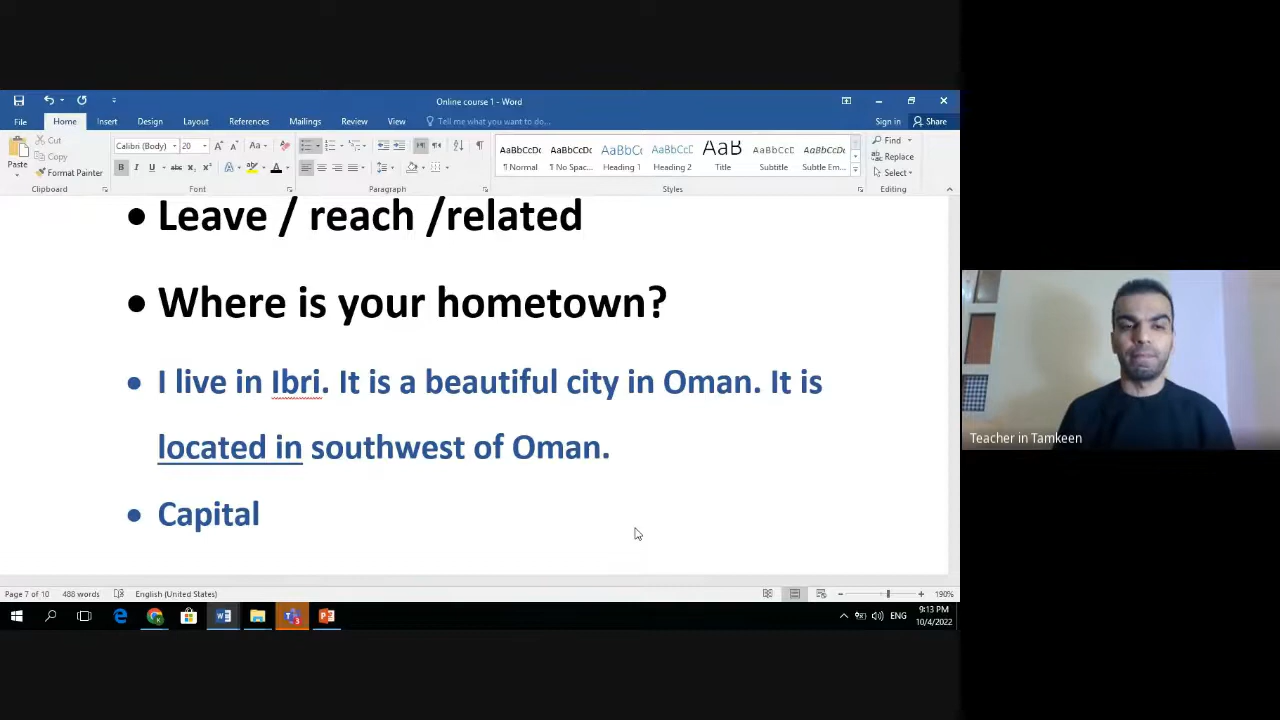 Online course 1 - Word
File Home Insert Design Layout References Mailings Review View Tell me what you want to do... Sign in Share
Cut
Copy
Paste
Format Painter
Calibri (Body) 20
AaBbCcDc AaBbCcDc AaBbCc AaBbCcD AaB AaBbCcD AaBbCcDc
¶ Normal ¶ No Spac... Heading 1 Heading 2 Title Subtitle Subtle Em...
Find
Replace
Select
Clipboard Font Paragraph Styles Editing
• Leave / reach /related
• Where is your hometown?
• I live in Ibri. It is a beautiful city in Oman. It is
located in southwest of Oman.
• Capital
Teacher in Tamkeen
Page 7 of 10 488 words English (United States) 190%
ENG 9:13 PM
10/4/2022